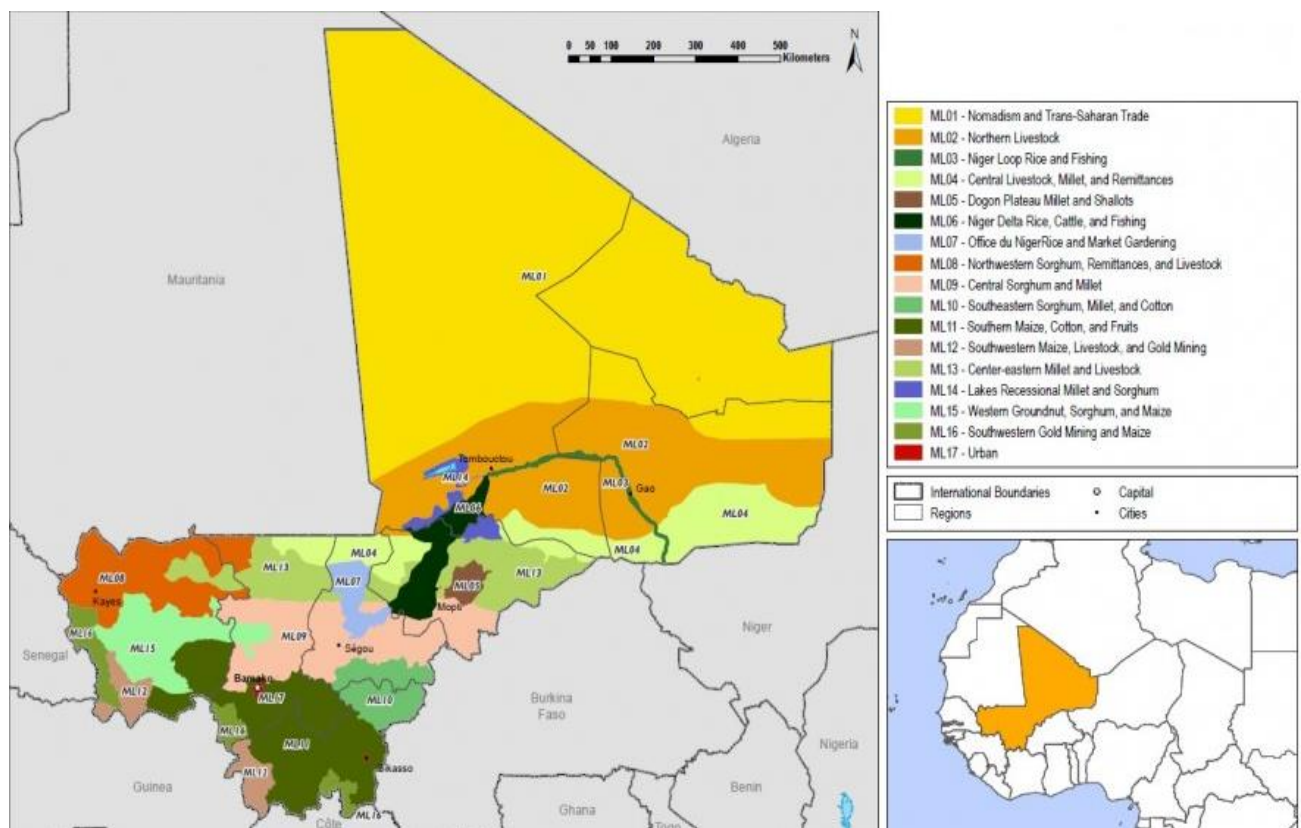 N
0 50 100 200 300 400 500
Kilometers
Algeria
Mauritania
ML01
ML02
Tombouctou
ML14
ML02
ML03
Gao
ML06
ML04
ML04
ML04
ML13
ML08
ML07
ML05
ML13
Kayes
Mopti
Niger
ML16
ML09
ML15
Ségou
Senegal
Bamako
ML12
ML17
ML10
Burkina
Faso
ML16
ML11
Nigeria
ML12
Sikasso
Guinea
Benin
Ghana
ML16
Côte
Togo
ML01 - Nomadism and Trans-Saharan Trade
ML02 - Northern Livestock
ML03 - Niger Loop Rice and Fishing
ML04 - Central Livestock, Millet, and Remittances
ML05 - Dogon Plateau Millet and Shallots
ML06 - Niger Delta Rice, Cattle, and Fishing
ML07 - Office du NigerRice and Market Gardening
ML08 - Northwestern Sorghum, Remittances, and Livestock
ML09 - Central Sorghum and Millet
ML10 - Southeastern Sorghum, Millet, and Cotton
ML11 - Southern Maize, Cotton, and Fruits
ML12 - Southwestern Maize, Livestock, and Gold Mining
ML13 - Center-eastern Millet and Livestock
ML14 - Lakes Recessional Millet and Sorghum
ML15 - Western Groundnut, Sorghum, and Maize
ML16 - Southwestern Gold Mining and Maize
ML17 - Urban
International Boundaries
Capital
Regions
Cities